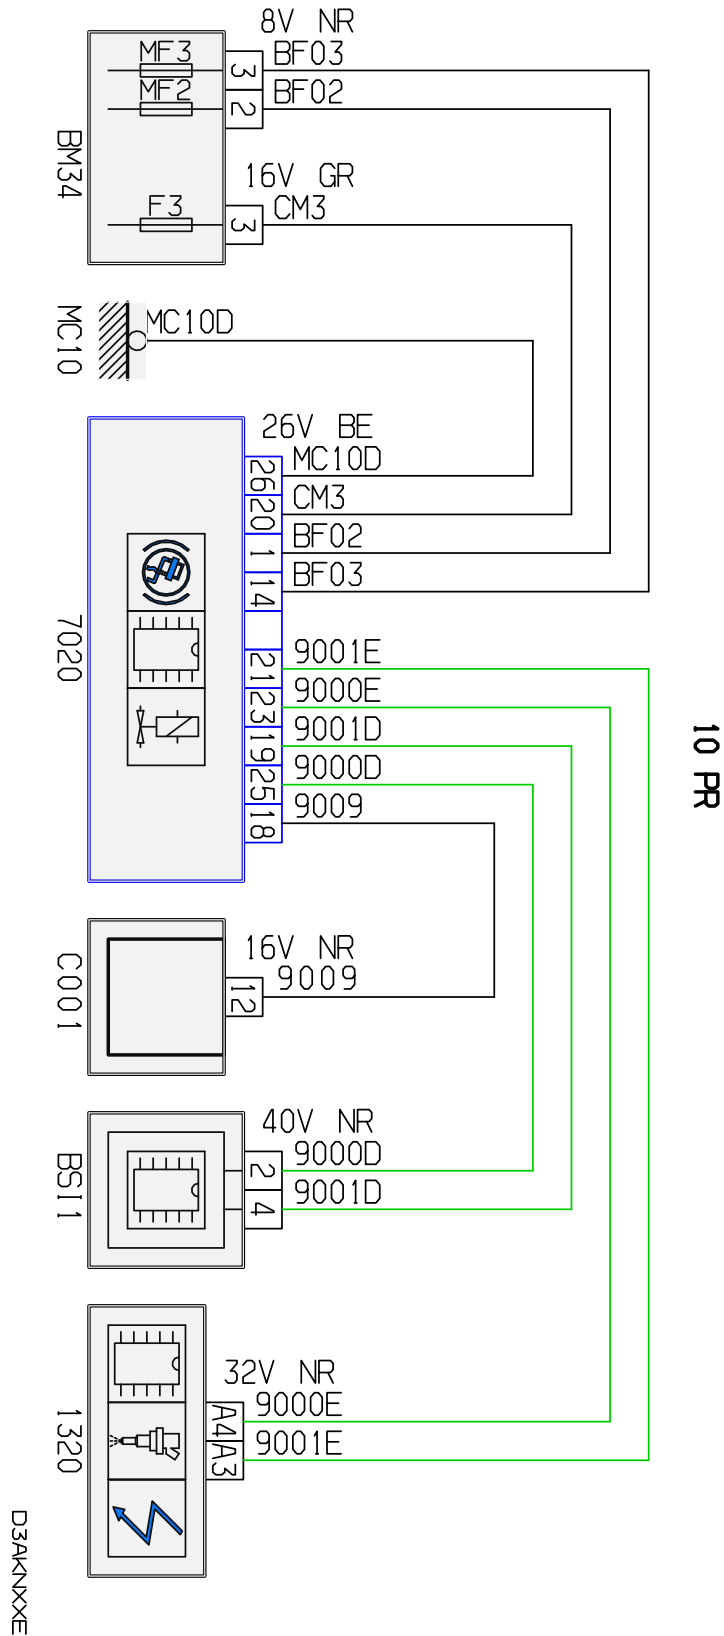 8V NR
MF3
BF03
3
MF2
BF02
2
BM34
16V GR
F3
CM3
3
MC10D
MC10
26V BE
26
MC10D
20
CM3
1
BF02
14
BF03
7020
21
9001E
23
9000E
19
9001D
25
9000D
18
9009
10 PR
16V NR
9009
12
C001
40V NR
2
9000D
4
9001D
BSI1
32V NR
A4
9000E
A3
9001E
1320
D3AKNXXE